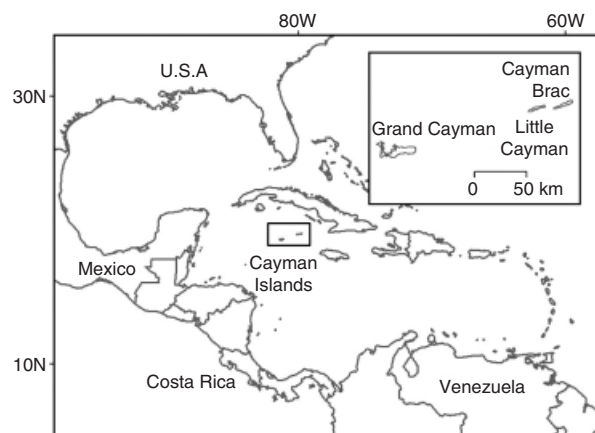 80W
60W
30N
U.S.A
Cayman
Brac
Grand Cayman
Little
Cayman
0
50 km
Mexico
Cayman
Islands
10N
Costa Rica
Venezuela